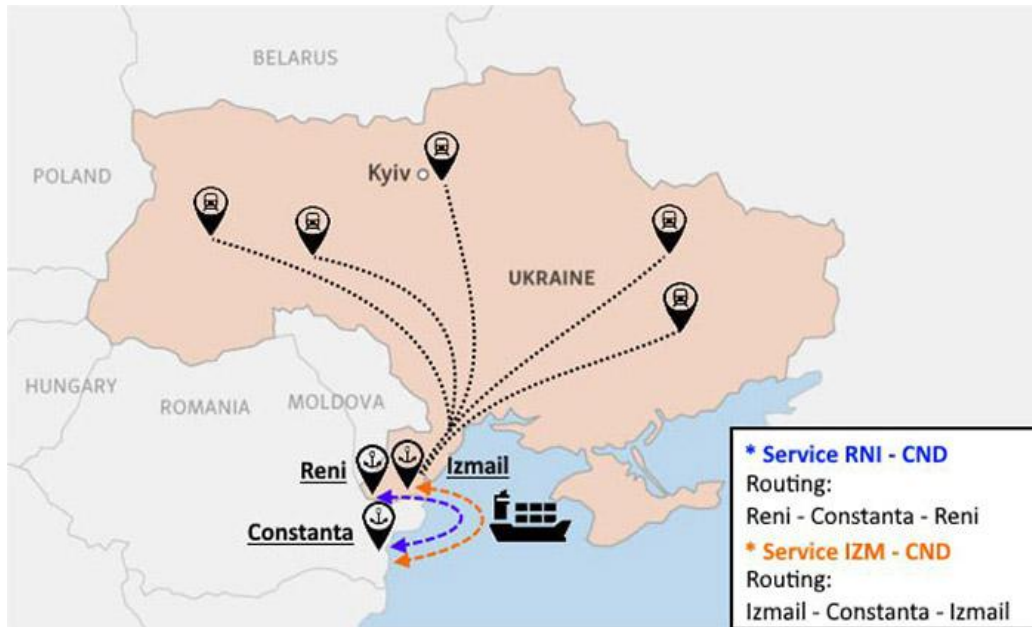 BELARUS
POLAND
Kyiv
UKRAINE
HUNGARY
ROMANIA
MOLDOVA
Reni
Izmail
Constanta
* Service RNI - CND
Routing:
Reni - Constanta - Reni
* Service IZM - CND
Routing:
Izmail - Constanta - Izmail